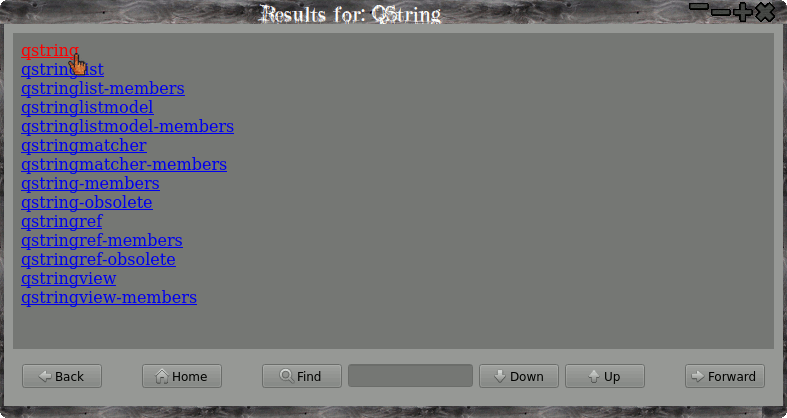 Results for: QString
qstring
qstringlist
qstringlist-members
qstringlistmodel
qstringlistmodel-members
qstringmatcher
qstringmatcher-members
qstring-members
qstring-obsolete
qstringref
qstringref-members
qstringref-obsolete
qstringview
qstringview-members
Back Home Find Down Up Forward